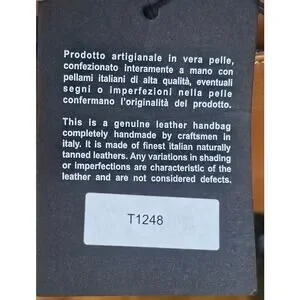 Prodotto artigianale in vera pelle,
confezionato interamente a mano con
pellami italiani di alta qualità, eventuali
segni o imperfezioni nella pelle
confermano l'originalità del prodotto.
This is a genuine leather handbag
completely handmade by craftsmen in
italy. It is made of finest italian naturally
tanned leathers. Any variations in shading
or imperfections are characteristic of the
leather and are not considered defects.
T1248